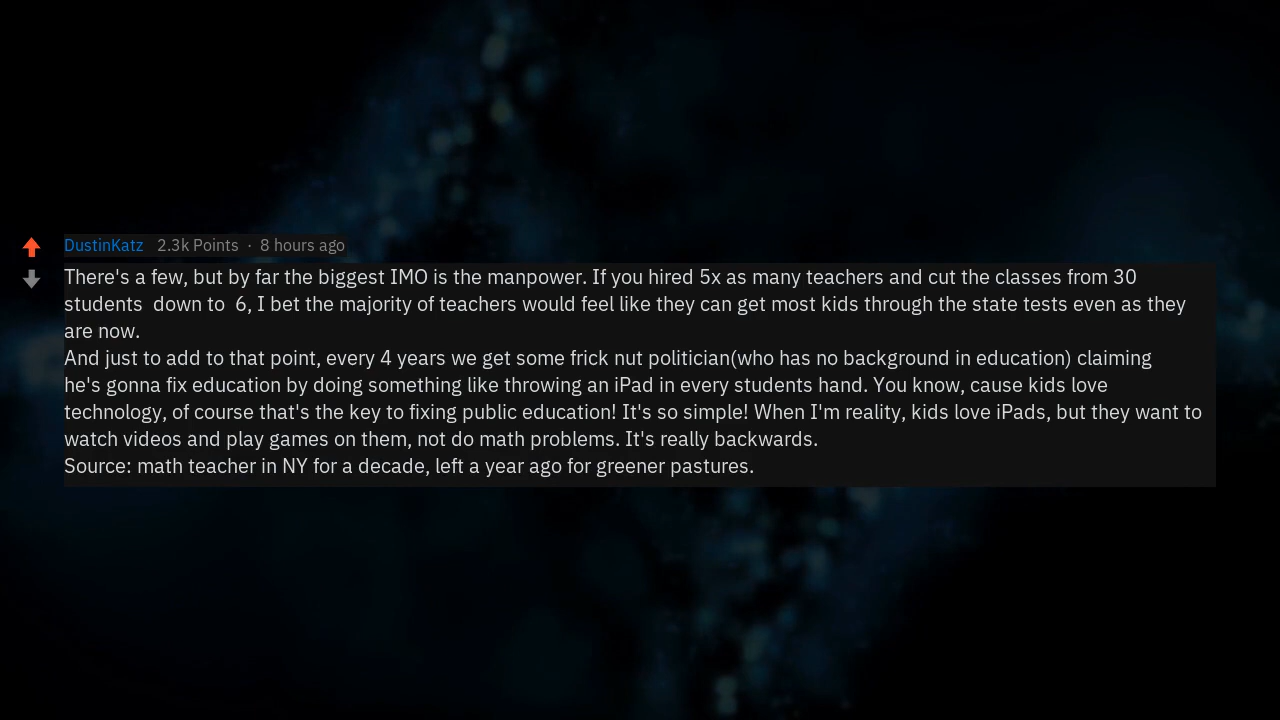 DustinKatz 2.3k Points · 8 hours ago
There's a few, but by far the biggest IMO is the manpower. If you hired 5x as many teachers and cut the classes from 30
students down to 6, I bet the majority of teachers would feel like they can get most kids through the state tests even as they
are now.
And just to add to that point, every 4 years we get some frick nut politician(who has no background in education) claiming
he's gonna fix education by doing something like throwing an iPad in every students hand. You know, cause kids love
technology, of course that's the key to fixing public education! It's so simple! When I'm reality, kids love iPads, but they want to
watch videos and play games on them, not do math problems. It's really backwards.
Source: math teacher in NY for a decade, left a year ago for greener pastures.